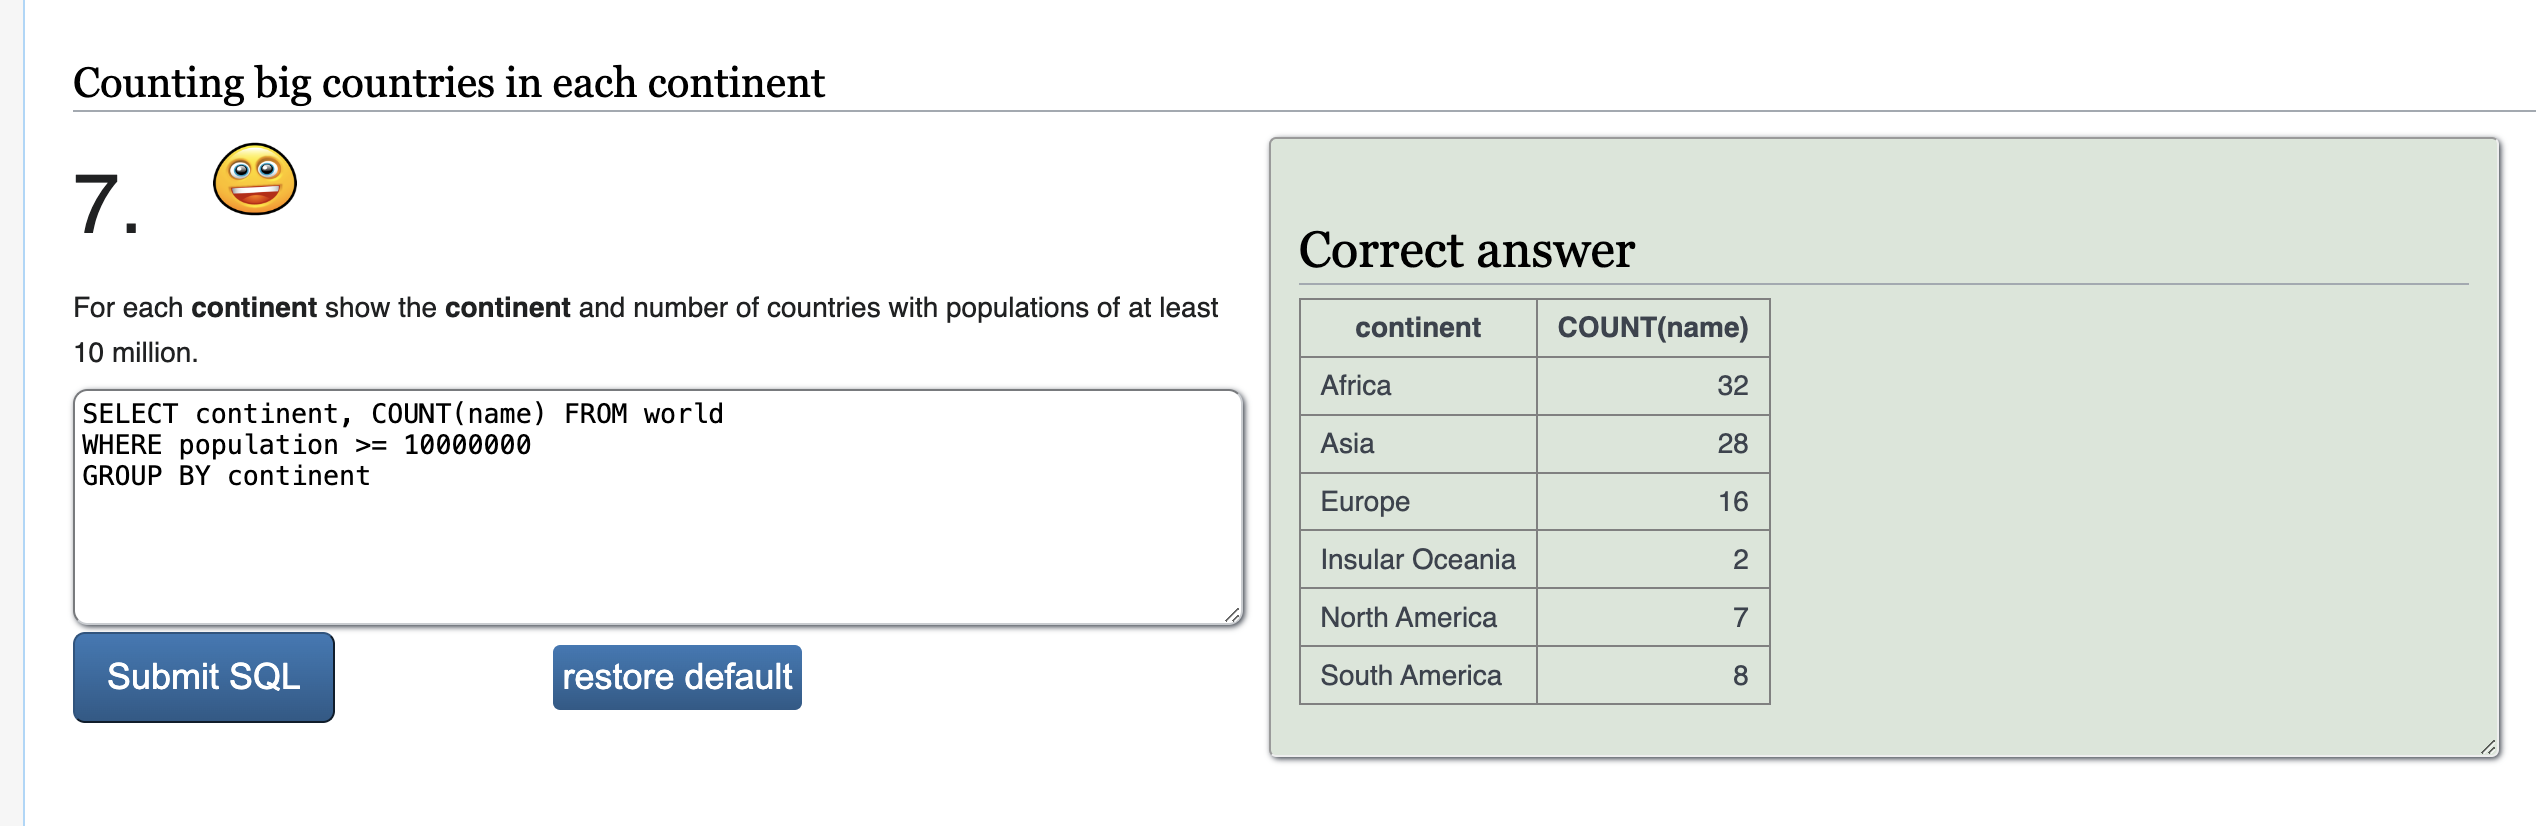 Counting big countries in each continent
7.
For each continent show the continent and number of countries with populations of at least
10 million.
SELECT continent, COUNT(name) FROM world
WHERE population >= 10000000
GROUP BY continent
Submit SQL
restore default
Correct answer
continent COUNT(name)
Africa 32
Asia 28
Europe 16
Insular Oceania 2
North America 7
South America 8